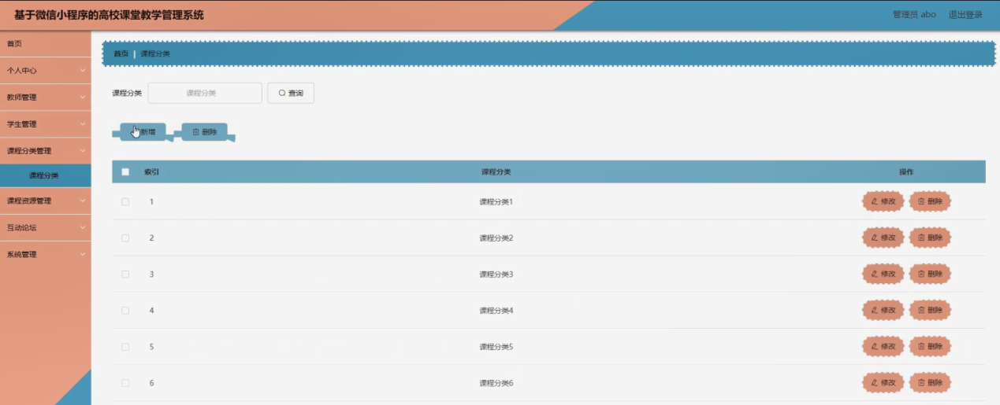 基于微信小程序的高校课堂教学管理系统
管理员 abo 退出登录
首页
个人中心
教师管理
学生管理
课程分类管理
课程分类
课程资源管理
互动论坛
系统管理
首页 | 课程分类
课程分类 课程分类 查询
新增 删除
索引 课程分类 操作
1 课程分类1 修改 删除
2 课程分类2 修改 删除
3 课程分类3 修改 删除
4 课程分类4 修改 删除
5 课程分类5 修改 删除
6 课程分类6 修改 删除